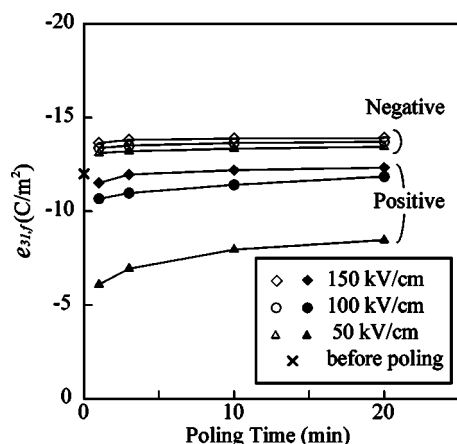 -20
-15
-10
-5
0
e31,f(C/m²)
Negative
Positive
150 kV/cm
100 kV/cm
50 kV/cm
before poling
0 10 20
Poling Time (min)